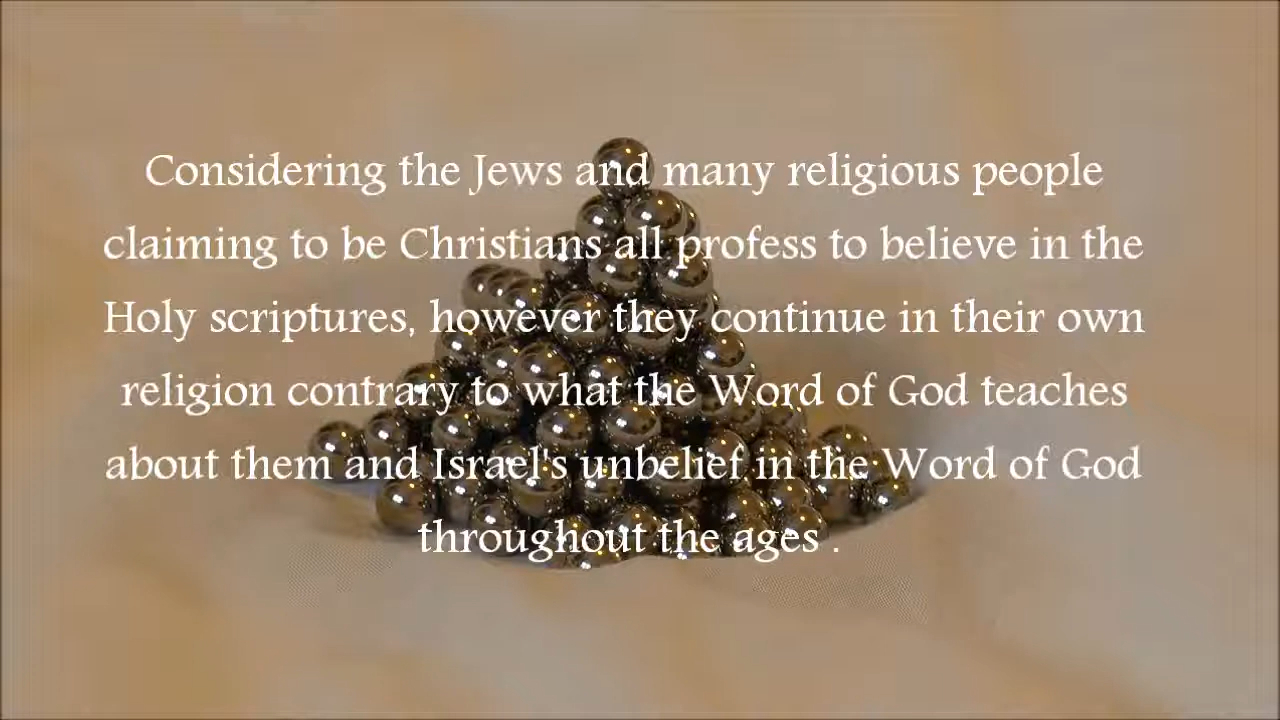 Considering the Jews and many religious people
claiming to be Christians all profess to believe in the
Holy scriptures, however they continue in their own
religion contrary to what the Word of God teaches
about them and Israel's unbelief in the Word of God
throughout the ages .